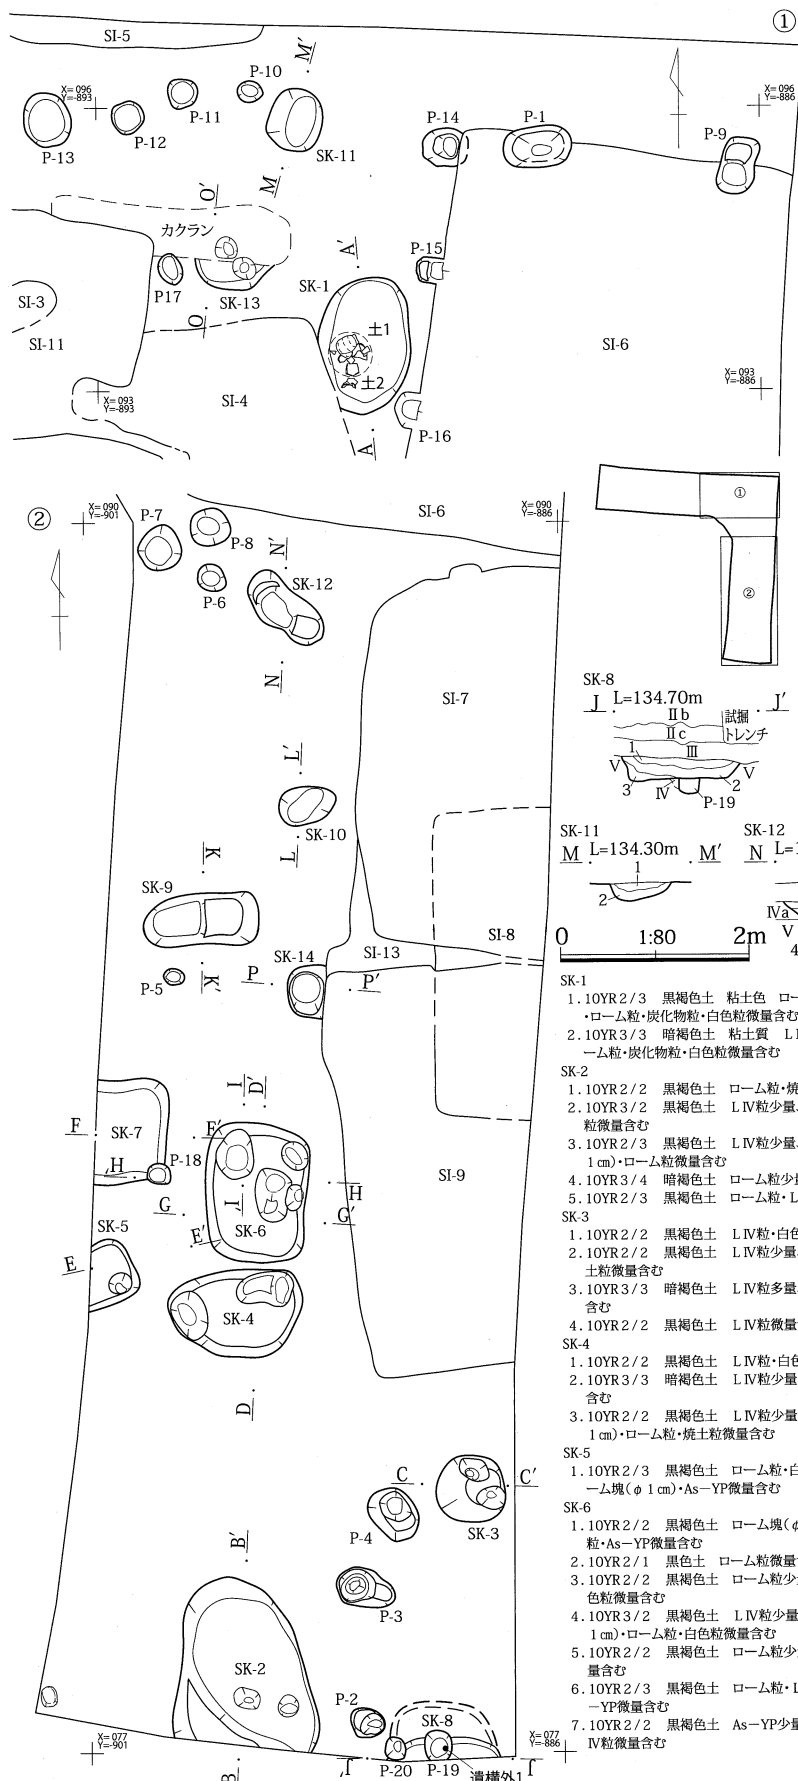 ①
SI-5
M′
P-10
X= 096
Y=-893
P-11
P-12
P-13
SK-11
M
P-14
P-1
X= 096
Y=-886
P-9
O′
カクラン
A′
P-15
SI-3
P17
SK-13
SK-1
O
SI-11
土1
SI-6
土2
X= 093
Y=-893
SI-4
X= 093
Y=-886
A
P-16
②
X= 090
Y=-901
P-7
SI-6
X= 090
Y=-886
①
P-8
N′
SK-12
P-6
②
N
SI-7
SK-8
J L=134.70m J′
Ⅱb
試掘
トレンチ
Ⅱc
Ⅲ
1
Ⅴ
Ⅴ
3
Ⅳ
2
P-19
L′
SK-10
L
SK-11
M L=134.30m M′
1
2
SK-12
N L=
Ⅳa
Ⅴ
4
K
SK-9
SI-8
SK-14
SI-13
0 1:80 2m
P-5
K′
P
P′
I
D′
F
SK-7
F′
P-18
′H
H
SI-9
G
G′
I′
SK-5
E′
SK-6
E
SK-4
D
C
C′
P-4
SK-3
B′
P-3
SK-2
P-2
SK-8
X= 077
Y=-901
X= 077
Y=-886
P-20
P-19
遺構外1
B
SK-1
1.10YR2/3 黒褐色土 粘土色 ロー
・ローム粒・炭化物粒・白色粒微量含む
2.10YR3/3 暗褐色土 粘土質 L
ーム粒・炭化物粒・白色粒微量含む
SK-2
1.10YR2/2 黒褐色土 ローム粒・焼
2.10YR3/2 黒褐色土 LⅣ粒少量
粒微量含む
3.10YR2/3 黒褐色土 LⅣ粒少量
1㎝)・ローム粒微量含む
4.10YR3/4 暗褐色土 ローム粒少
5.10YR2/3 黒褐色土 ローム粒・L
SK-3
1.10YR2/2 黒褐色土 LⅣ粒・白色
2.10YR2/2 黒褐色土 LⅣ粒少量
土粒微量含む
3.10YR3/3 暗褐色土 LⅣ粒多量
含む
4.10YR2/2 黒褐色土 LⅣ粒微量
SK-4
1.10YR2/2 黒褐色土 LⅣ粒・白色
2.10YR3/3 暗褐色土 LⅣ粒少量
含む
3.10YR2/2 黒褐色土 LⅣ粒少量
1㎝)・ローム粒・焼土粒微量含む
SK-5
1.10YR2/3 黒褐色土 ローム粒・白
ーム塊(φ1㎝)・As-YP微量含む
SK-6
1.10YR2/2 黒褐色土 ローム塊(φ
粒・As-YP微量含む
2.10YR2/1 黒色土 ローム粒微量
3.10YR2/2 黒褐色土 ローム粒少
色粒微量含む
4.10YR3/2 黒褐色土 LⅣ粒少量
1㎝)・ローム粒・白色粒微量含む
5.10YR2/2 黒褐色土 ローム粒少
量含む
6.10YR2/3 黒褐色土 ローム粒・L
-YP微量含む
7.10YR2/2 黒褐色土 As-YP少量
Ⅳ粒微量含む